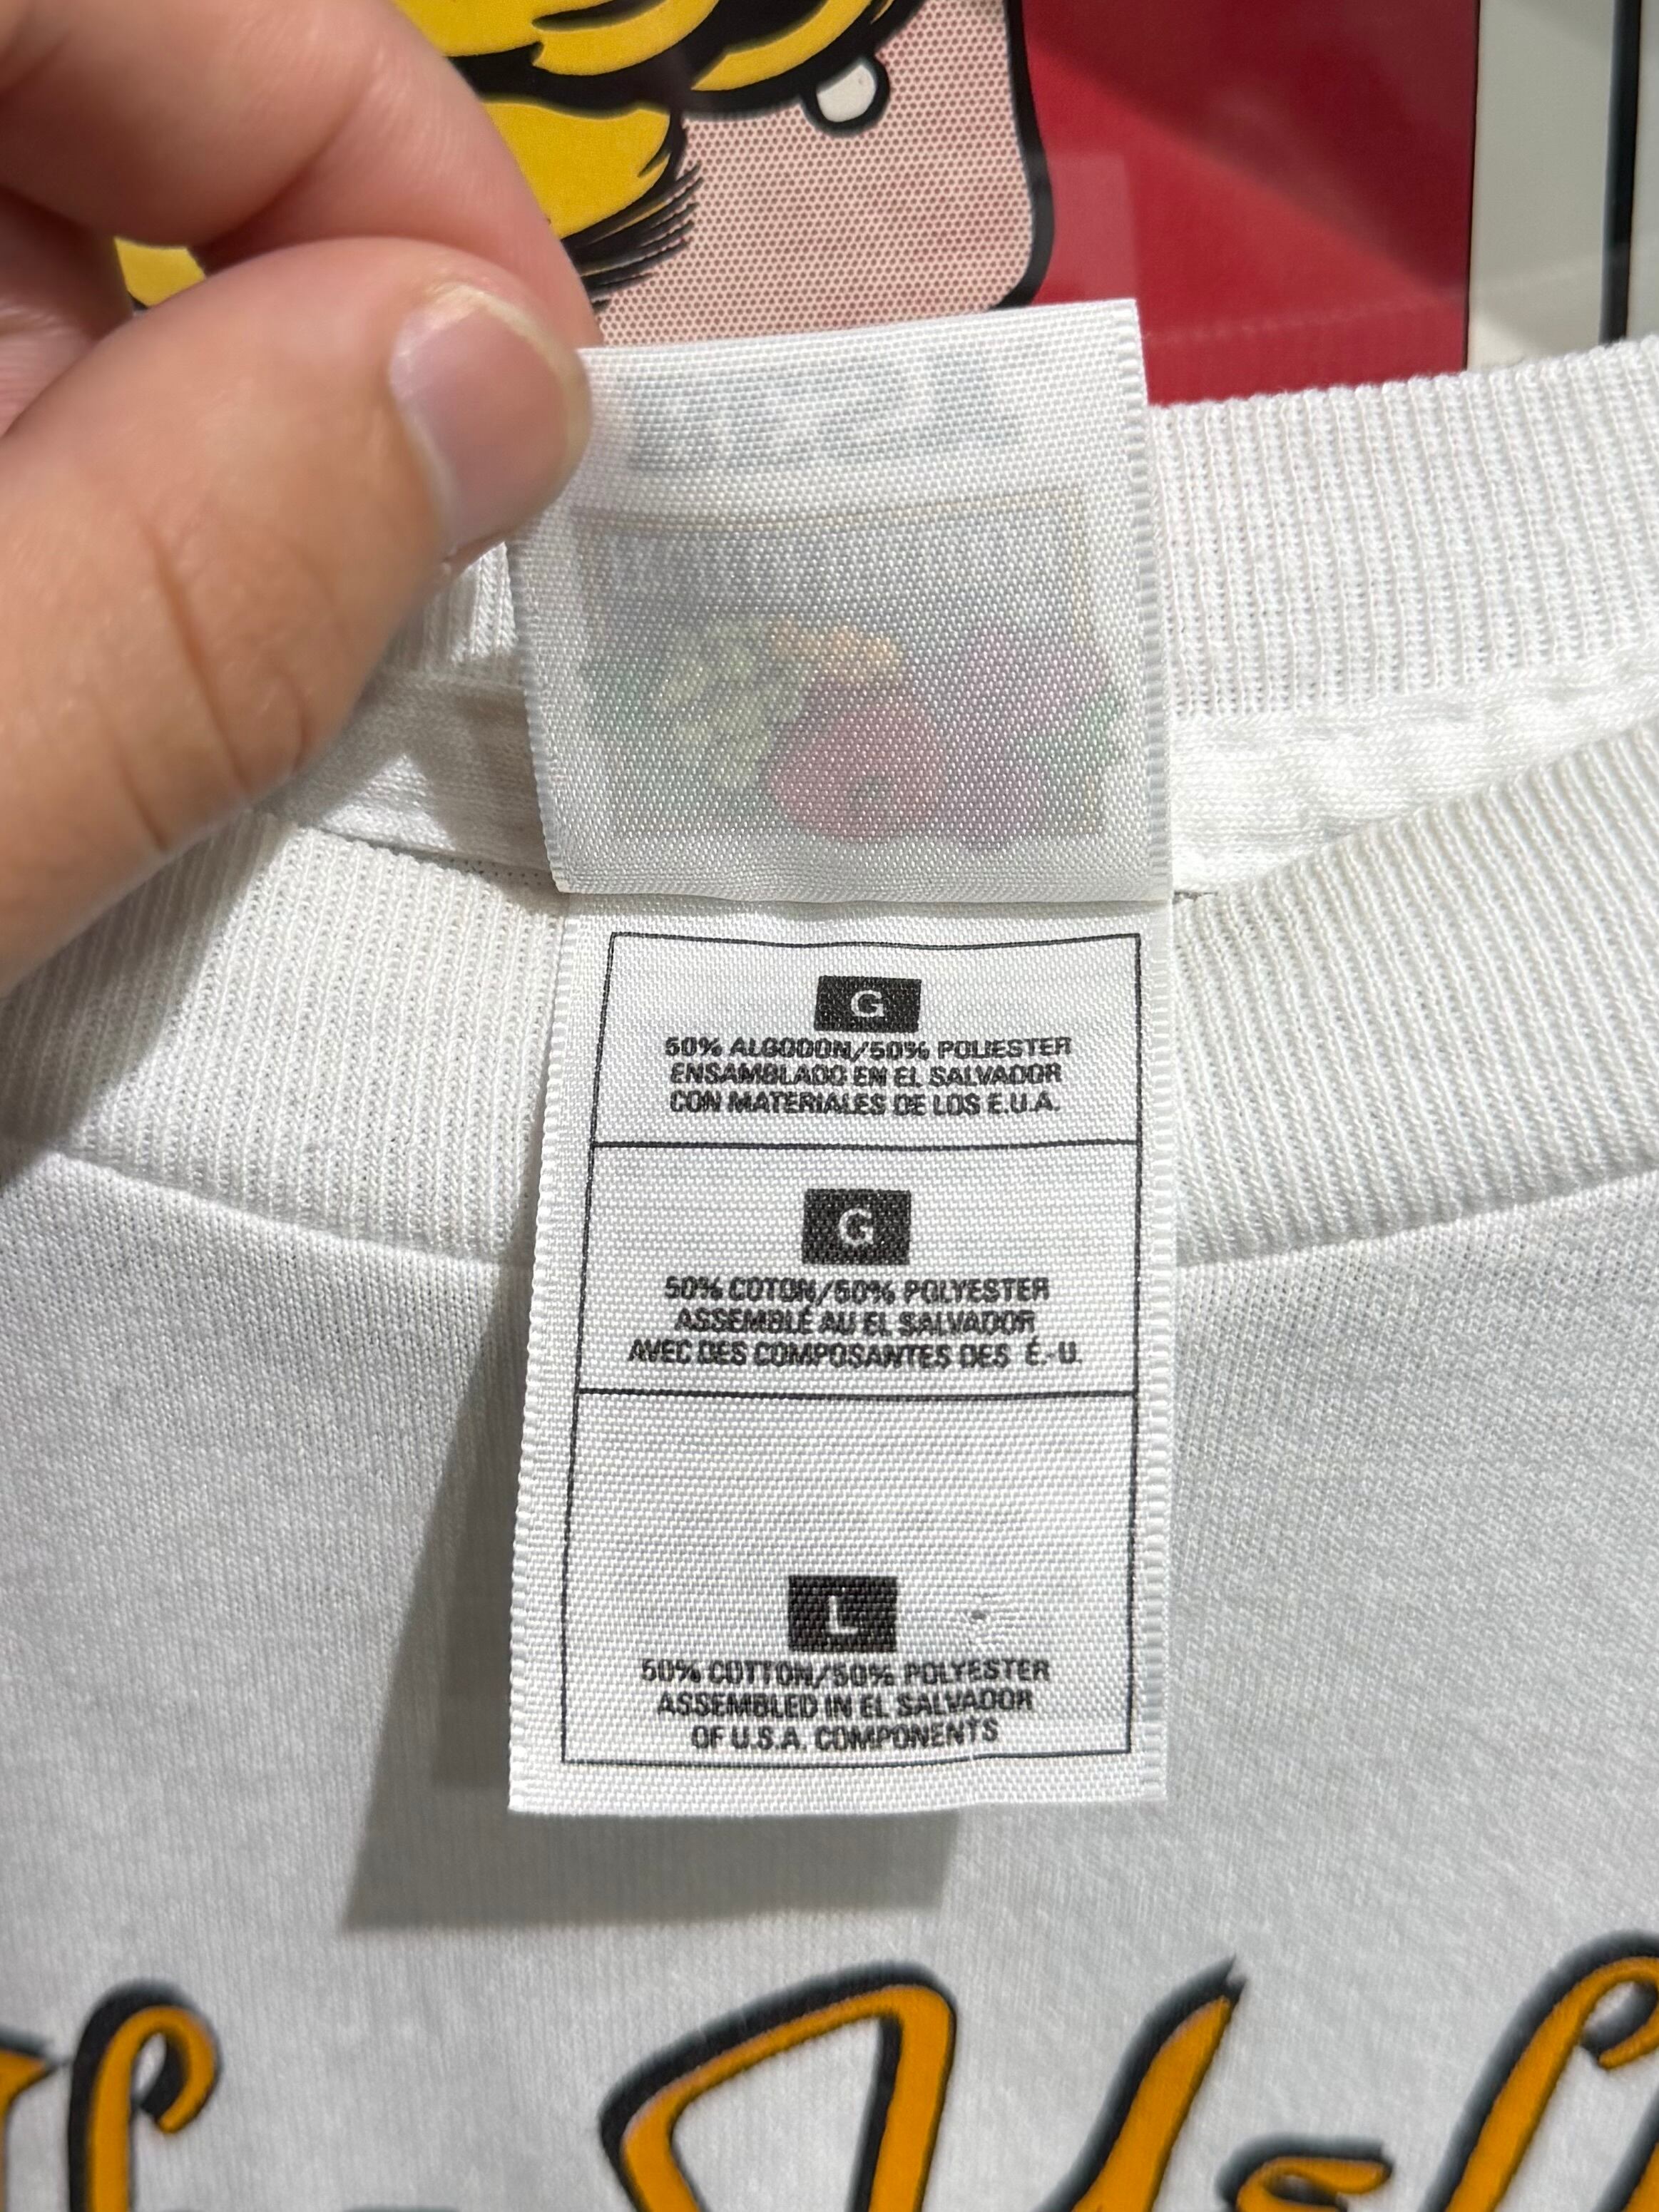 G
50% ALGODON/50% POLIESTER
ENSAMBLADO EN EL SALVADOR
CON MATERIALES DE LOS E.U.A.
G
50% COTON/50% POLYESTER
ASSEMBLÉ AU EL SALVADOR
AVEC DES COMPOSANTES DES É.-U.
L
50% COTTON/50% POLYESTER
ASSEMBLED IN EL SALVADOR
OF U.S.A. COMPONENTS